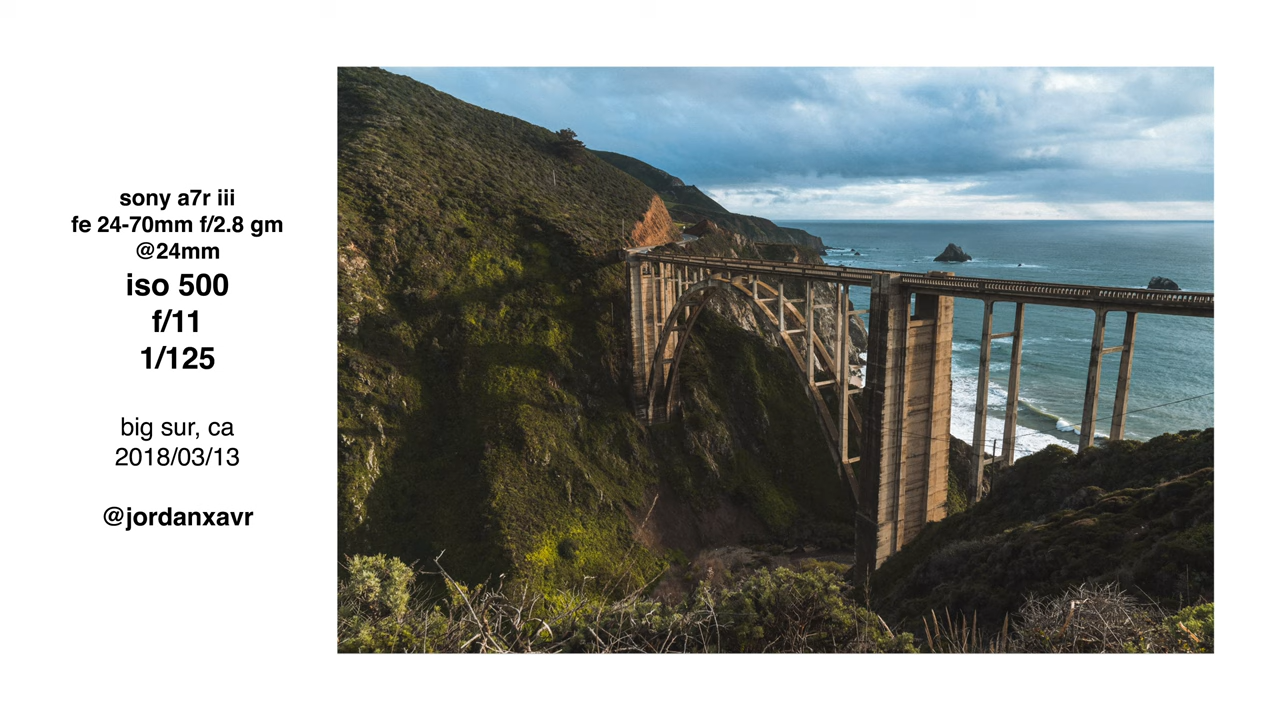 sony a7r iii
fe 24-70mm f/2.8 gm
@24mm
iso 500
f/11
1/125
big sur, ca
2018/03/13
@jordanxavr